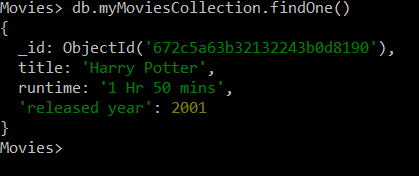 Movies> db.myMoviesCollection.findOne()
{
  _id: ObjectId('672c5a63b32132243b0d8190'),
  title: 'Harry Potter',
  runtime: '1 Hr 50 mins',
  'released year': 2001
}
Movies>